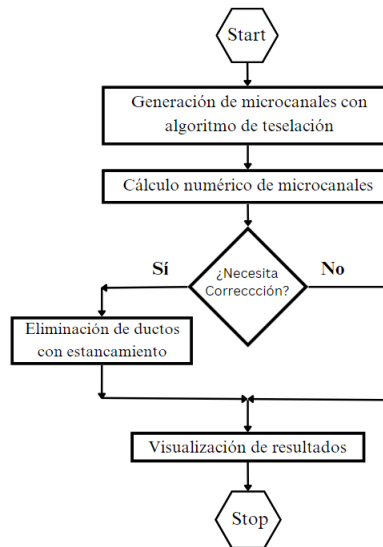 Start
Generación de microcanales con
algoritmo de teselación
Cálculo numérico de microcanales
¿Necesita
Correccción?
Sí
No
Eliminación de ductos
con estancamiento
Visualización de resultados
Stop